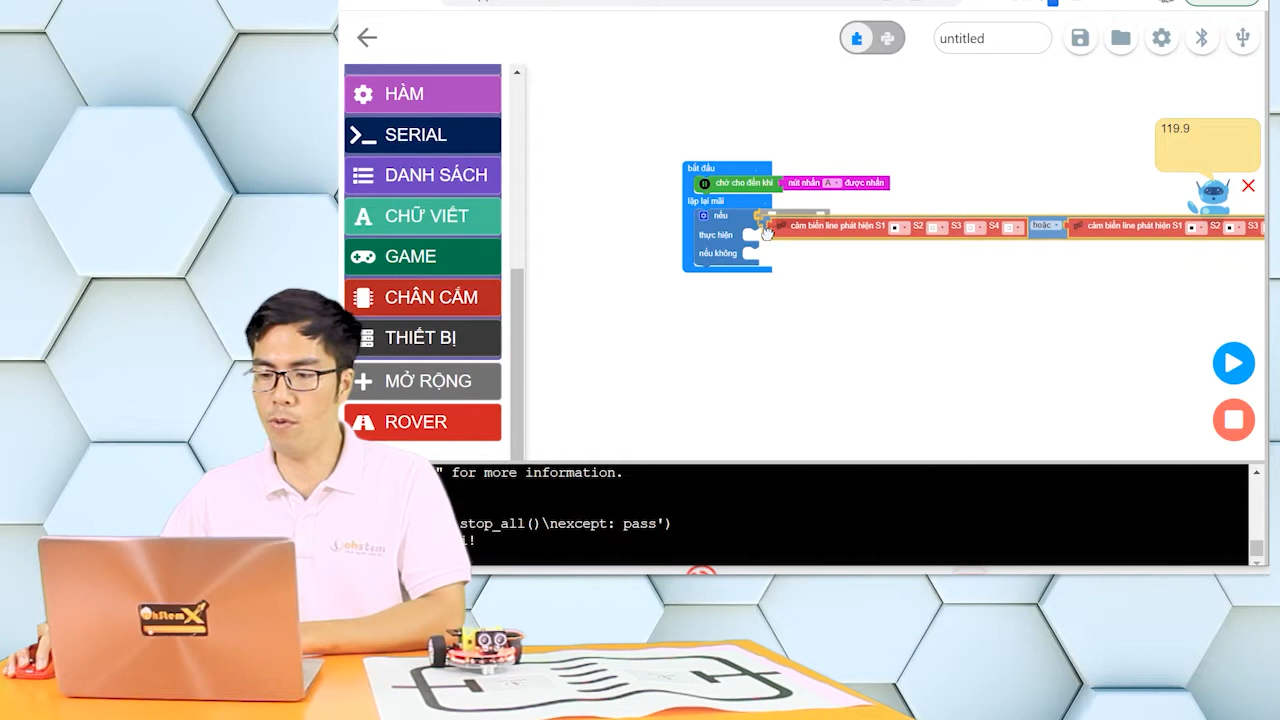 untitled
HÀM
SERIAL
DANH SÁCH
CHỮ VIẾT
GAME
CHÂN CẮM
THIẾT BỊ
MỞ RỘNG
ROVER
119.9
bắt đầu
chờ cho đến khi nút nhấn A được nhấn
lặp lại mãi
nếu
cảm biến line phát hiện S1 S2 S3 S4 hoặc cảm biến line phát hiện S1 S2 S3
thực hiện
nếu không
" for more information.
stop_all()\nexcept: pass')
!
ohstem
OhStem X